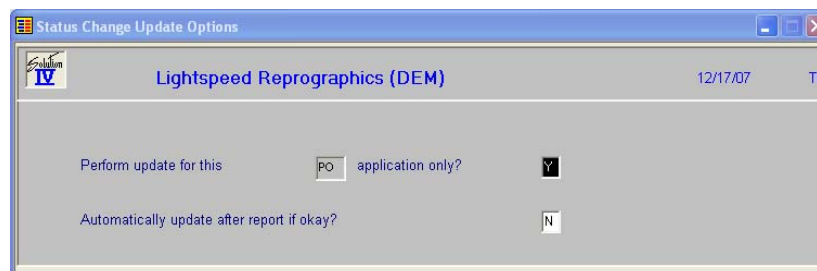 Status Change Update Options
Solution IV
Lightspeed Reprographics (DEM) 12/17/07 T
Perform update for this PO application only? Y
Automatically update after report if okay? N